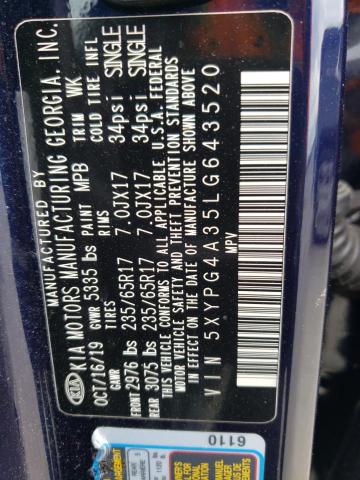 MANUFACTURED BY
KIA KIA MOTORS MANUFACTURING GEORGIA, INC.
OCT/16/19 PAINT MPB TRIM WK
GVWR 5335 lbs
GAWR TIRES RIMS COLD TIRE INFL
FRONT 2976 lbs 235/65R17 7.0JX17 34psi SINGLE
REAR 3075 lbs 235/65R17 7.0JX17 34psi SINGLE
THIS VEHICLE CONFORMS TO ALL APPLICABLE U.S.A. FEDERAL
MOTOR VEHICLE SAFETY AND THEFT PREVENTION STANDARDS
IN EFFECT ON THE DATE OF MANUFACTURE SHOWN ABOVE
VIN 5XYPG4A35LG643520
MPV
6110